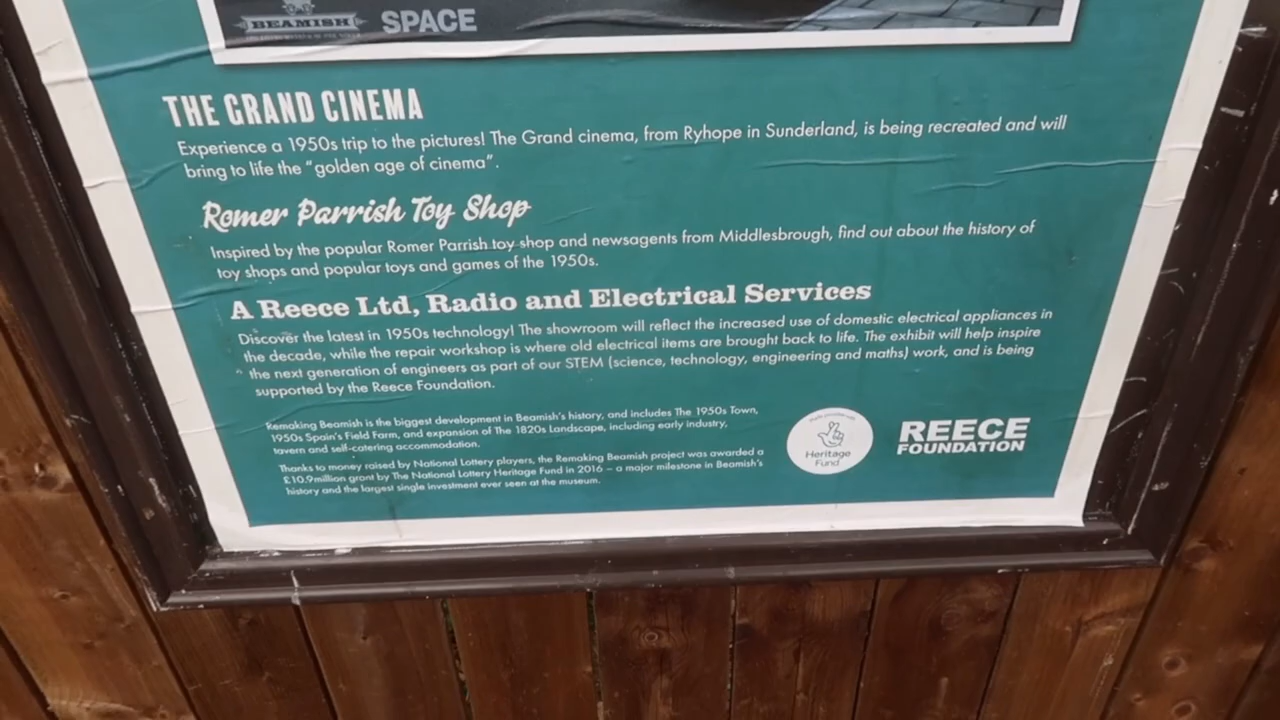 BEAMISH
SPACE
THE GRAND CINEMA
Experience a 1950s trip to the pictures! The Grand cinema, from Ryhope in Sunderland, is being recreated and will
bring to life the "golden age of cinema".
Romer Parrish Toy Shop
Inspired by the popular Romer Parrish toy shop and newsagents from Middlesbrough, find out about the history of
toy shops and popular toys and games of the 1950s.
A Reece Ltd, Radio and Electrical Services
Discover the latest in 1950s technology! The showroom will reflect the increased use of domestic electrical appliances in
the decade, while the repair workshop is where old electrical items are brought back to life. The exhibit will help inspire
the next generation of engineers as part of our STEM (science, technology, engineering and maths) work, and is being
supported by the Reece Foundation.
Remaking Beamish is the biggest development in Beamish's history, and includes The 1950s Town,
1950s Spain's Field Farm, and expansion of The 1820s Landscape, including early industry,
tavern and self-catering accommodation.
Thanks to money raised by National Lottery players, the Remaking Beamish project was awarded a
£10.9million grant by The National Lottery Heritage Fund in 2016 – a major milestone in Beamish's
history and the largest single investment ever seen at the museum.
Made possible with
Heritage
Fund
REECE
FOUNDATION